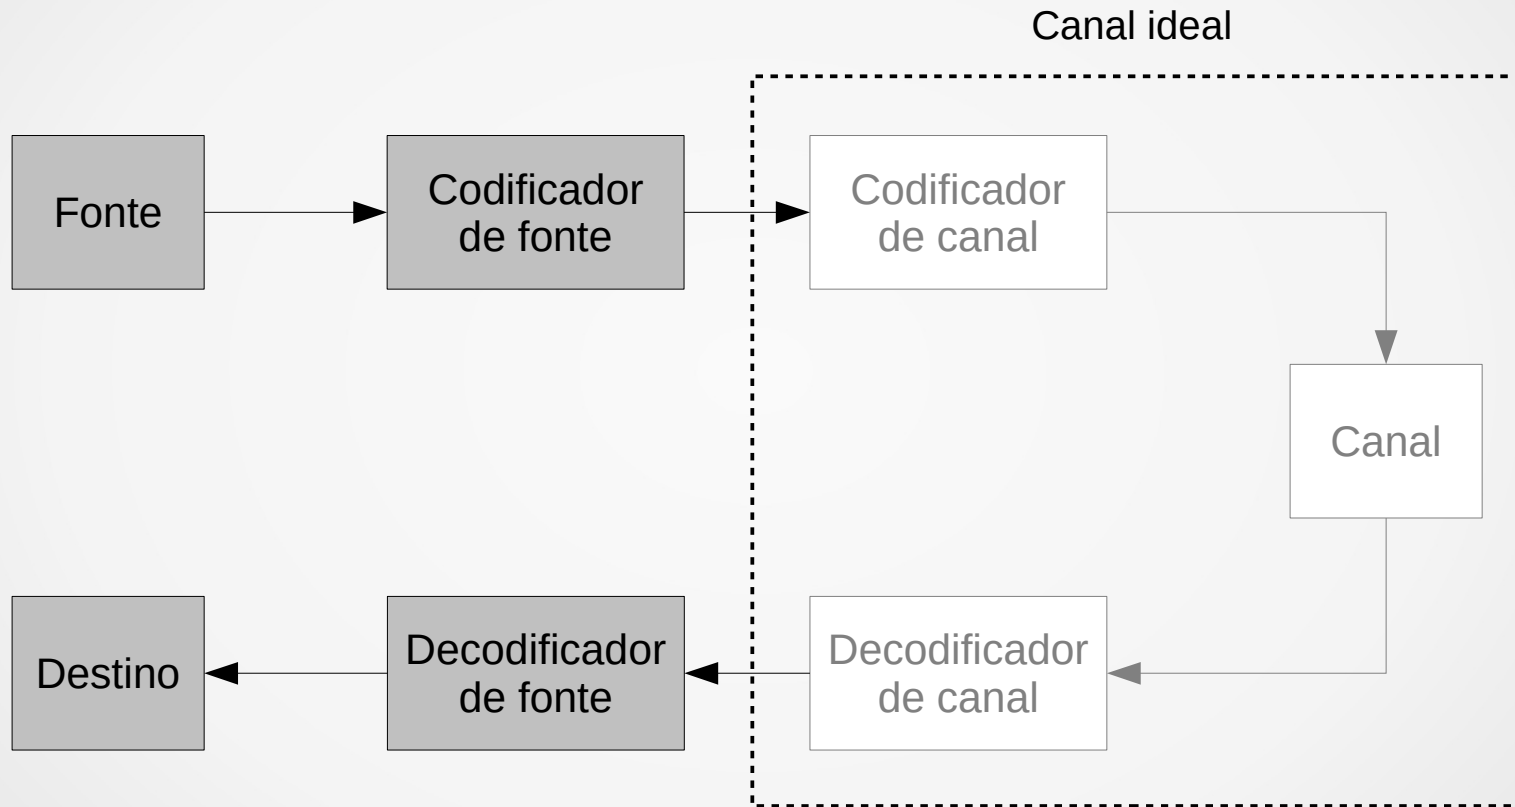 Canal ideal
Fonte
Codificador
de fonte
Codificador
de canal
Canal
Destino
Decodificador
de fonte
Decodificador
de canal